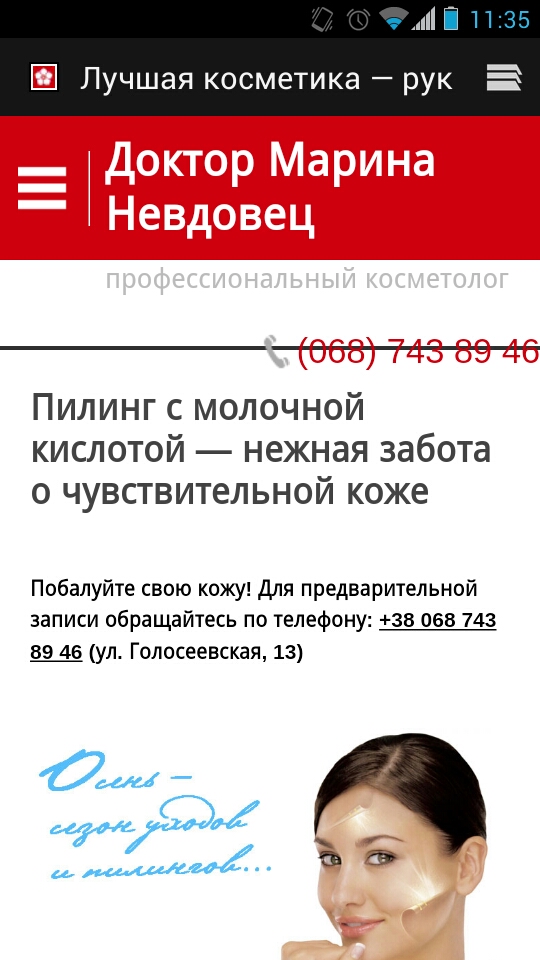 11:35
Лучшая косметика — рук
Доктор Марина
Невдовец
профессиональный косметолог
(068) 743 89 46
Пилинг с молочной
кислотой — нежная забота
о чувствительной коже
Побалуйте свою кожу! Для предварительной
записи обращайтесь по телефону: +38 068 743
89 46 (ул. Голосеевская, 13)
Осень –
сезон уходов
и пилингов...